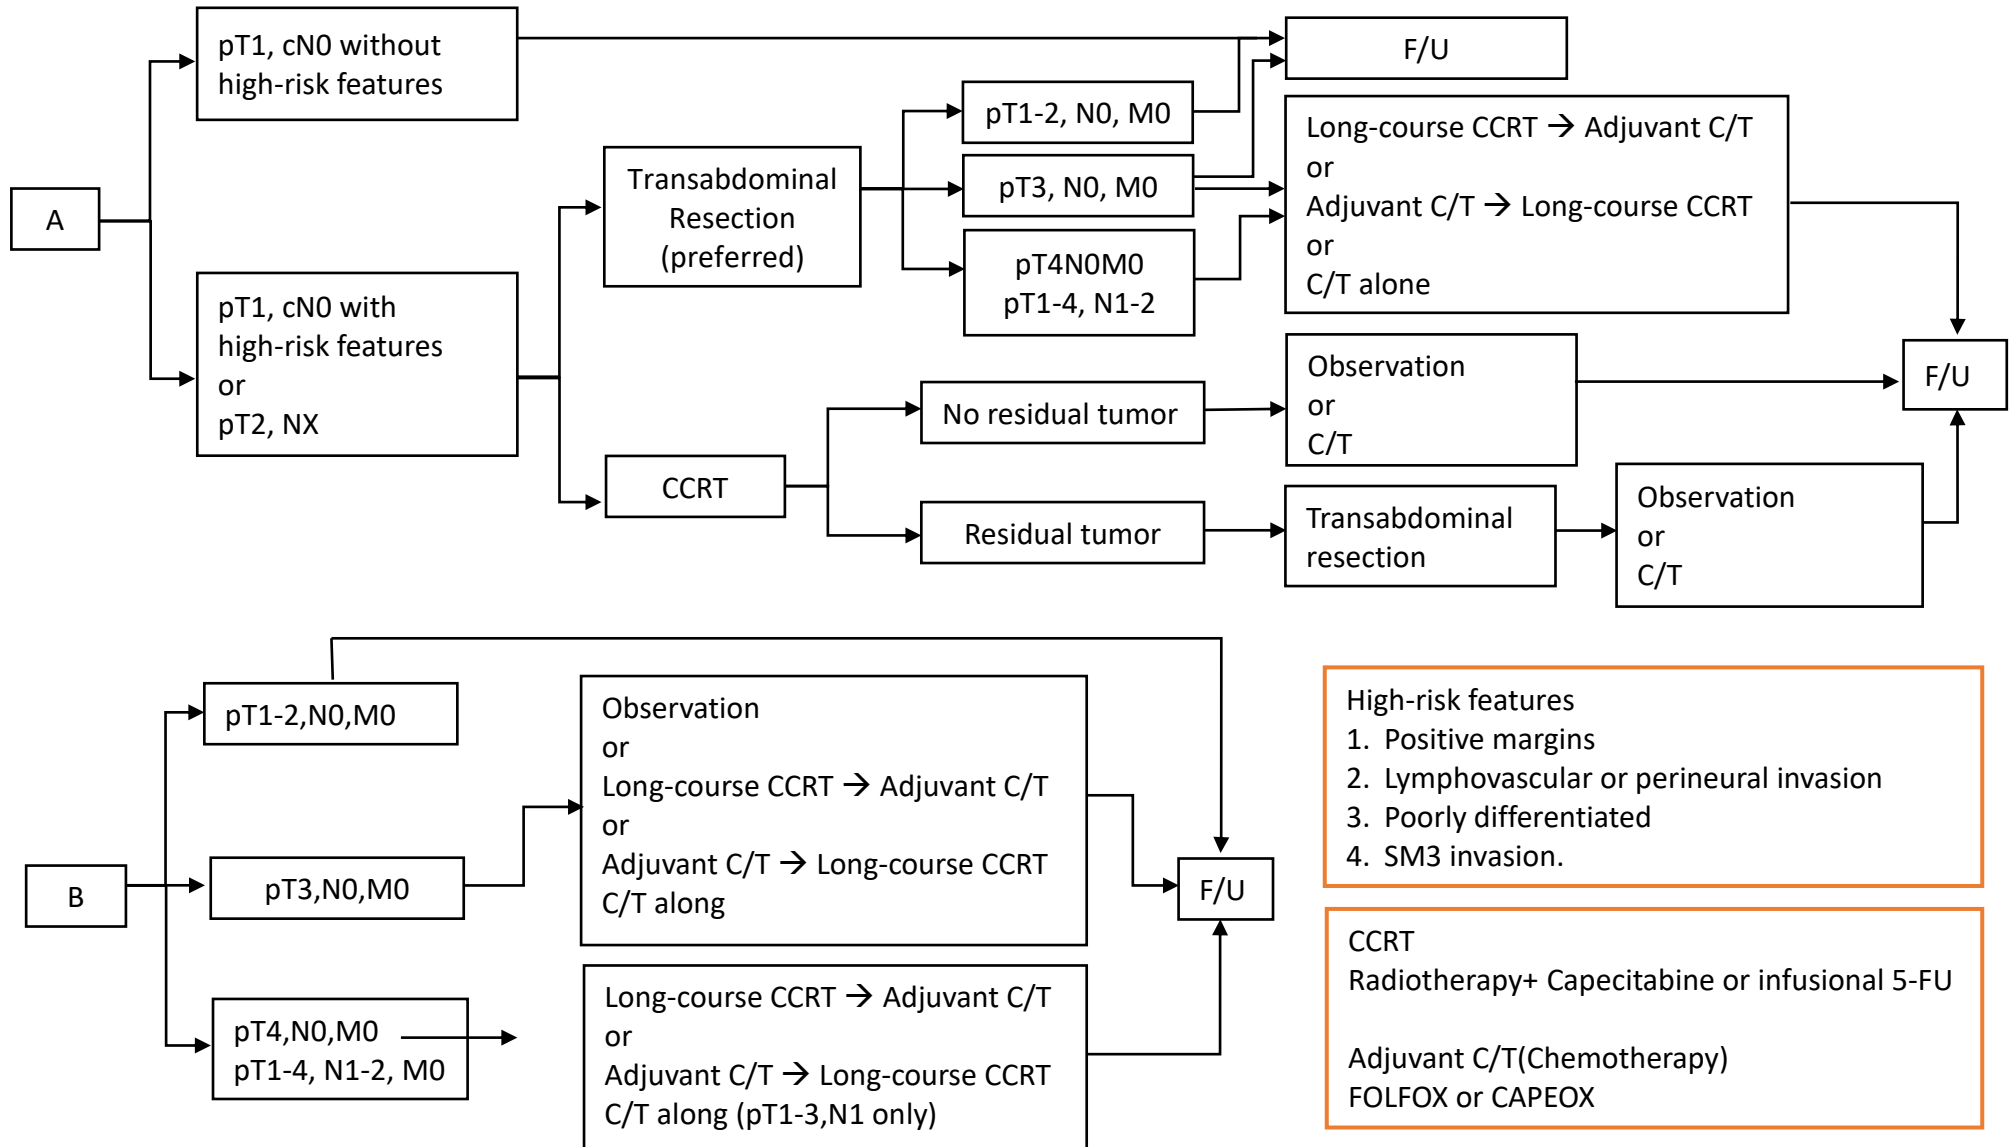 A
pT1, cN0 without
high-risk features
pT1, cN0 with
high-risk features
or
pT2, NX
Transabdominal
Resection
(preferred)
CCRT
pT1-2, N0, M0
pT3, N0, M0
pT4N0M0
pT1-4, N1-2
No residual tumor
Residual tumor
F/U
Long-course CCRT → Adjuvant C/T
or
Adjuvant C/T → Long-course CCRT
or
C/T alone
Observation
or
C/T
Transabdominal
resection
Observation
or
C/T
F/U
B
pT1-2,N0,M0
pT3,N0,M0
pT4,N0,M0
pT1-4, N1-2, M0
Observation
or
Long-course CCRT → Adjuvant C/T
or
Adjuvant C/T → Long-course CCRT
C/T along
Long-course CCRT → Adjuvant C/T
or
Adjuvant C/T → Long-course CCRT
C/T along (pT1-3,N1 only)
F/U
High-risk features
1. Positive margins
2. Lymphovascular or perineural invasion
3. Poorly differentiated
4. SM3 invasion.
CCRT
Radiotherapy+ Capecitabine or infusional 5-FU
Adjuvant C/T(Chemotherapy)
FOLFOX or CAPEOX